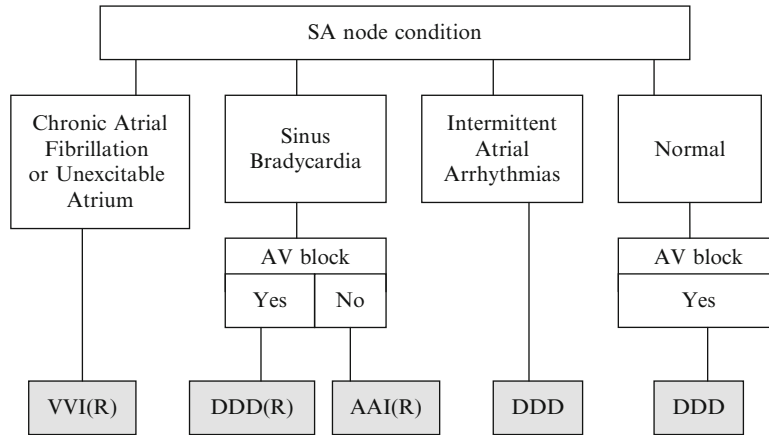 SA node condition
Chronic Atrial
Fibrillation
or Unexcitable
Atrium
Sinus
Bradycardia
Intermittent
Atrial
Arrhythmias
Normal
AV block
Yes
No
AV block
Yes
VVI(R)
DDD(R)
AAI(R)
DDD
DDD